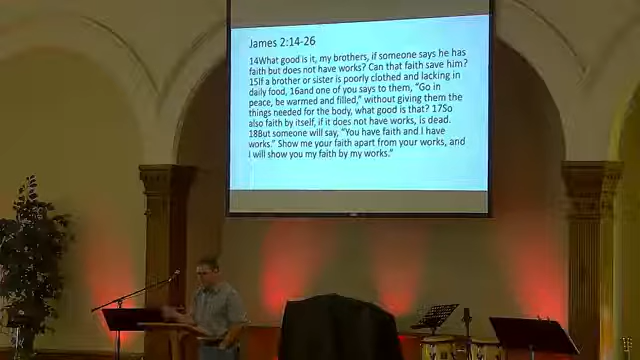 James 2:14-26
14What good is it, my brothers, if someone says he has
faith but does not have works? Can that faith save him?
15If a brother or sister is poorly clothed and lacking in
daily food, 16and one of you says to them, “Go in
peace, be warmed and filled,” without giving them the
things needed for the body, what good is that? 17So
also faith by itself, if it does not have works, is dead.
18But someone will say, “You have faith and I have
works.” Show me your faith apart from your works, and
I will show you my faith by my works.”